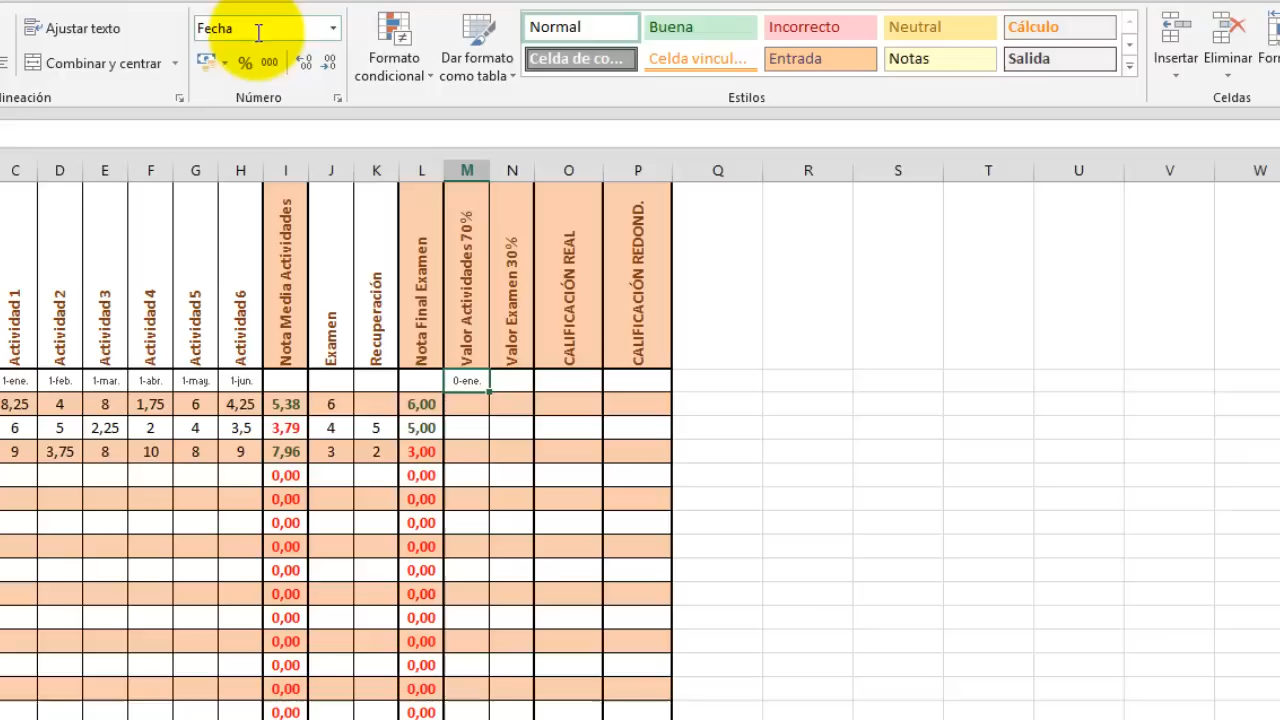 Ajustar texto
Combinar y centrar
lineación
Fecha
% 000
,00 ,0
Número
Formato condicional
Dar formato como tabla
Normal Buena Incorrecto Neutral Cálculo
Celda de co... Celda vincul... Entrada Notas Salida
Estilos
Insertar Eliminar Form
Celdas
C D E F G H I J K L M N O P Q R S T U V W
Actividad 1
Actividad 2
Actividad 3
Actividad 4
Actividad 5
Actividad 6
Nota Media Actividades
Examen
Recuperación
Nota Final Examen
Valor Actividades 70%
Valor Examen 30%
CALIFICACIÓN REAL
CALIFICACIÓN REDOND.
1-ene. 1-feb. 1-mar. 1-abr. 1-may. 1-jun. 0-ene.
8,25 4 8 1,75 6 4,25 5,38 6 6,00
6 5 2,25 2 4 3,5 3,79 4 5 5,00
9 3,75 8 10 8 9 7,96 3 2 3,00
0,00 0,00
0,00 0,00
0,00 0,00
0,00 0,00
0,00 0,00
0,00 0,00
0,00 0,00
0,00 0,00
0,00 0,00
0,00 0,00
0,00 0,00